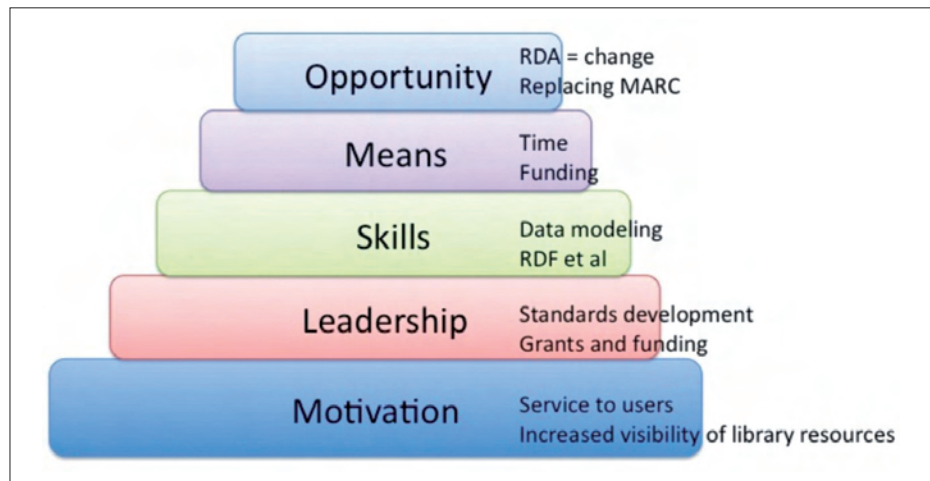 Opportunity
RDA = change
Replacing MARC
Means
Time
Funding
Skills
Data modeling
RDF et al
Leadership
Standards development
Grants and funding
Motivation
Service to users
Increased visibility of library resources